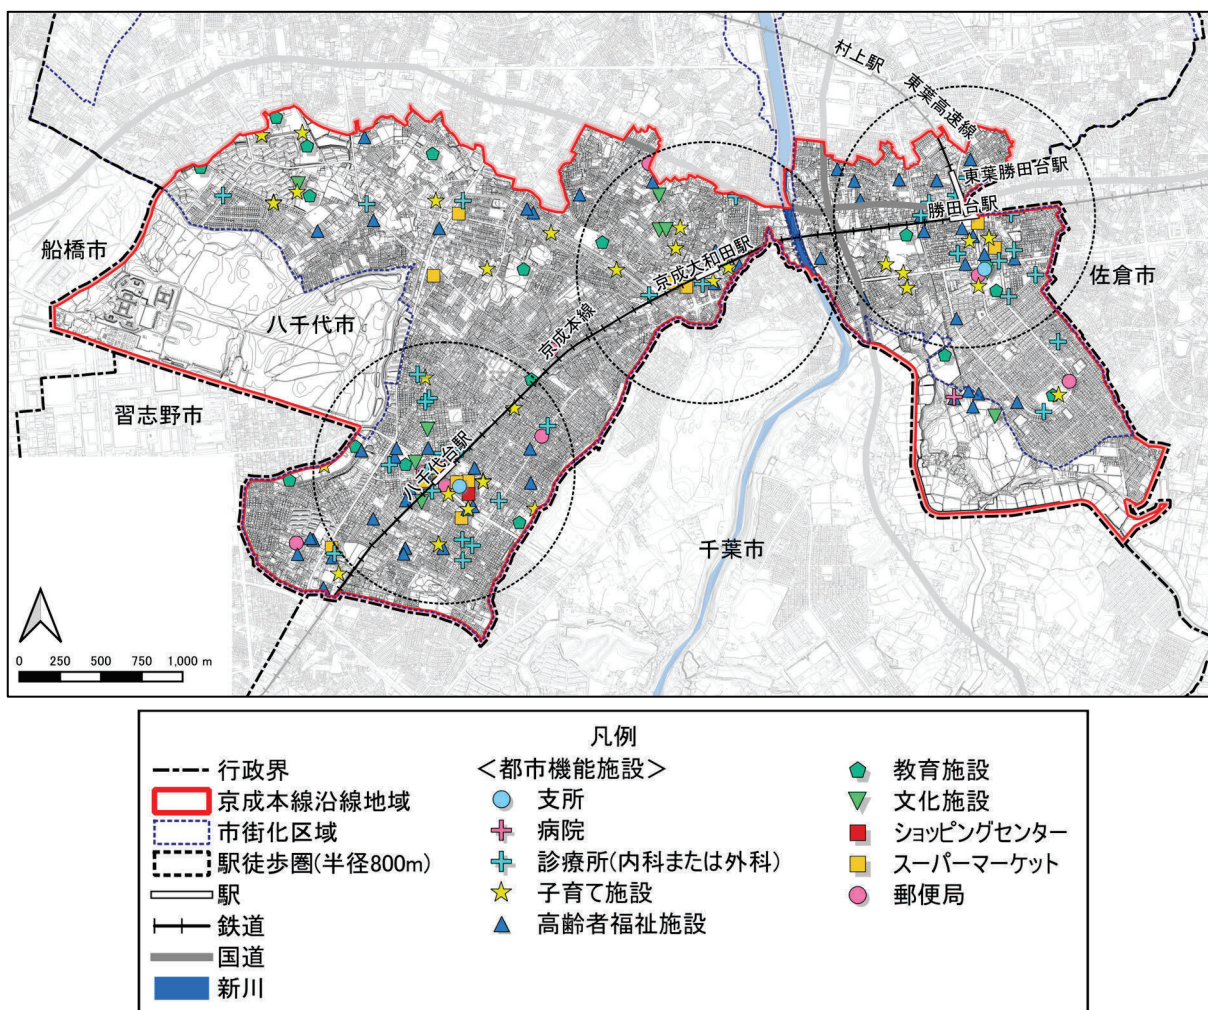 村上駅
東葉高速線
東葉勝田台駅
勝田台駅
船橋市
京成大和田駅
佐倉市
八千代市
京成本線
習志野市
八千代台駅
千葉市
0 250 500 750 1,000 m
凡例
行政界
京成本線沿線地域
市街化区域
駅徒歩圏(半径800m)
駅
鉄道
国道
新川
＜都市機能施設＞
支所
病院
診療所(内科または外科)
子育て施設
高齢者福祉施設
教育施設
文化施設
ショッピングセンター
スーパーマーケット
郵便局